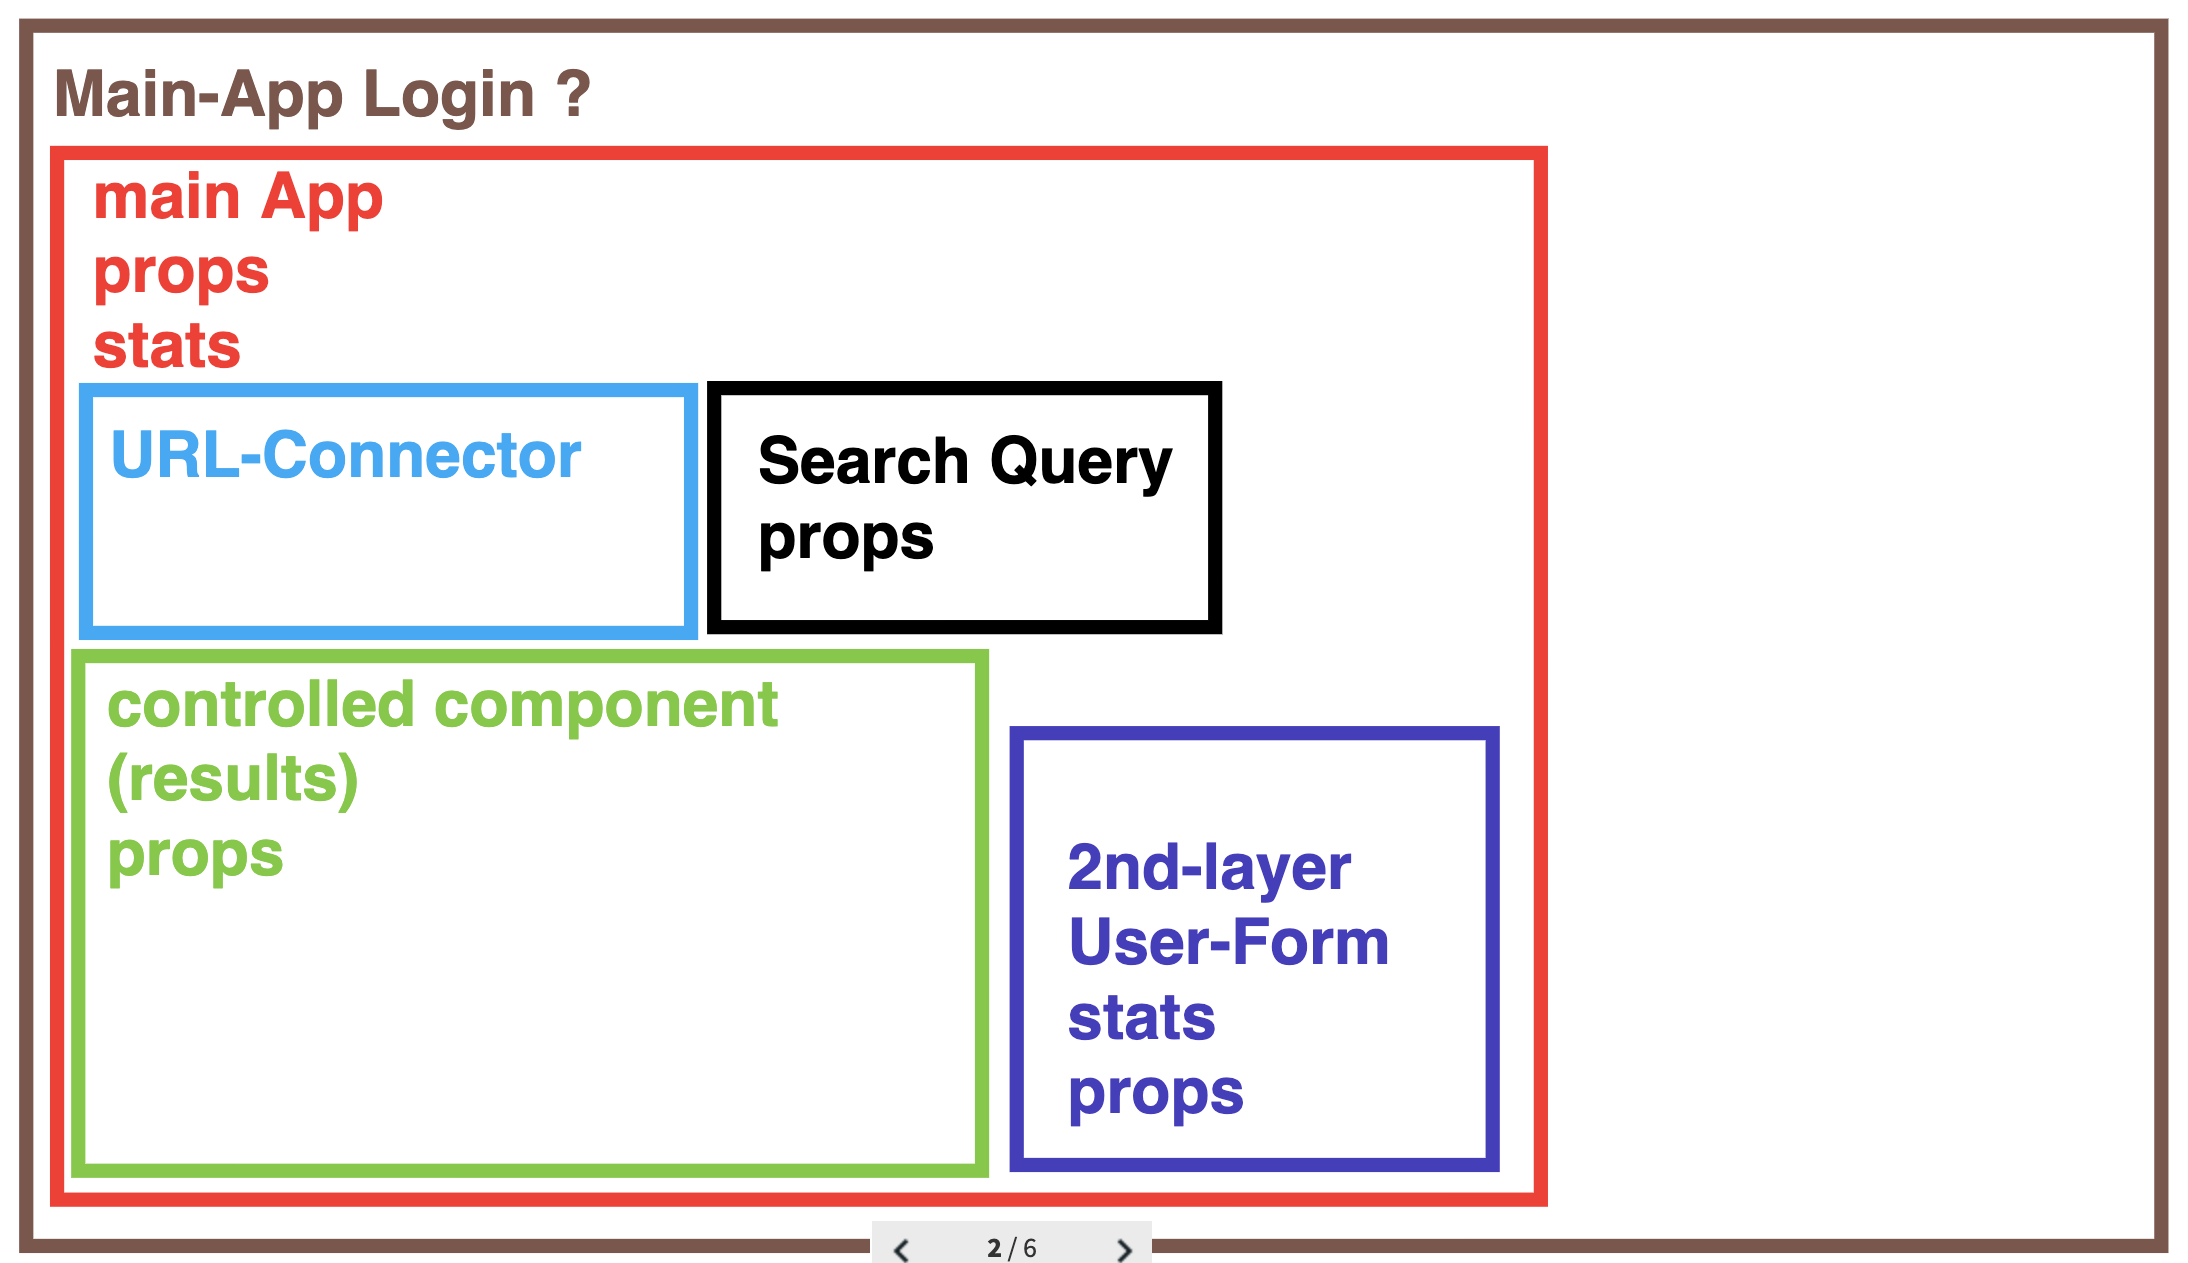 Main-App Login ?
main App
props
stats
URL-Connector
Search Query
props
controlled component
(results)
props
2nd-layer
User-Form
stats
props
2 / 6